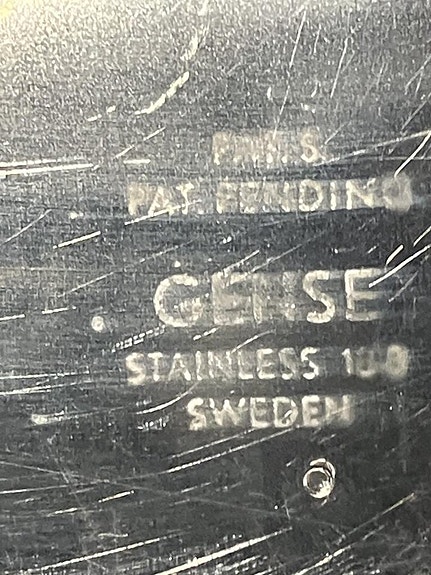 PAT. PENDING
GENSE
STAINLESS 18-8
SWEDEN